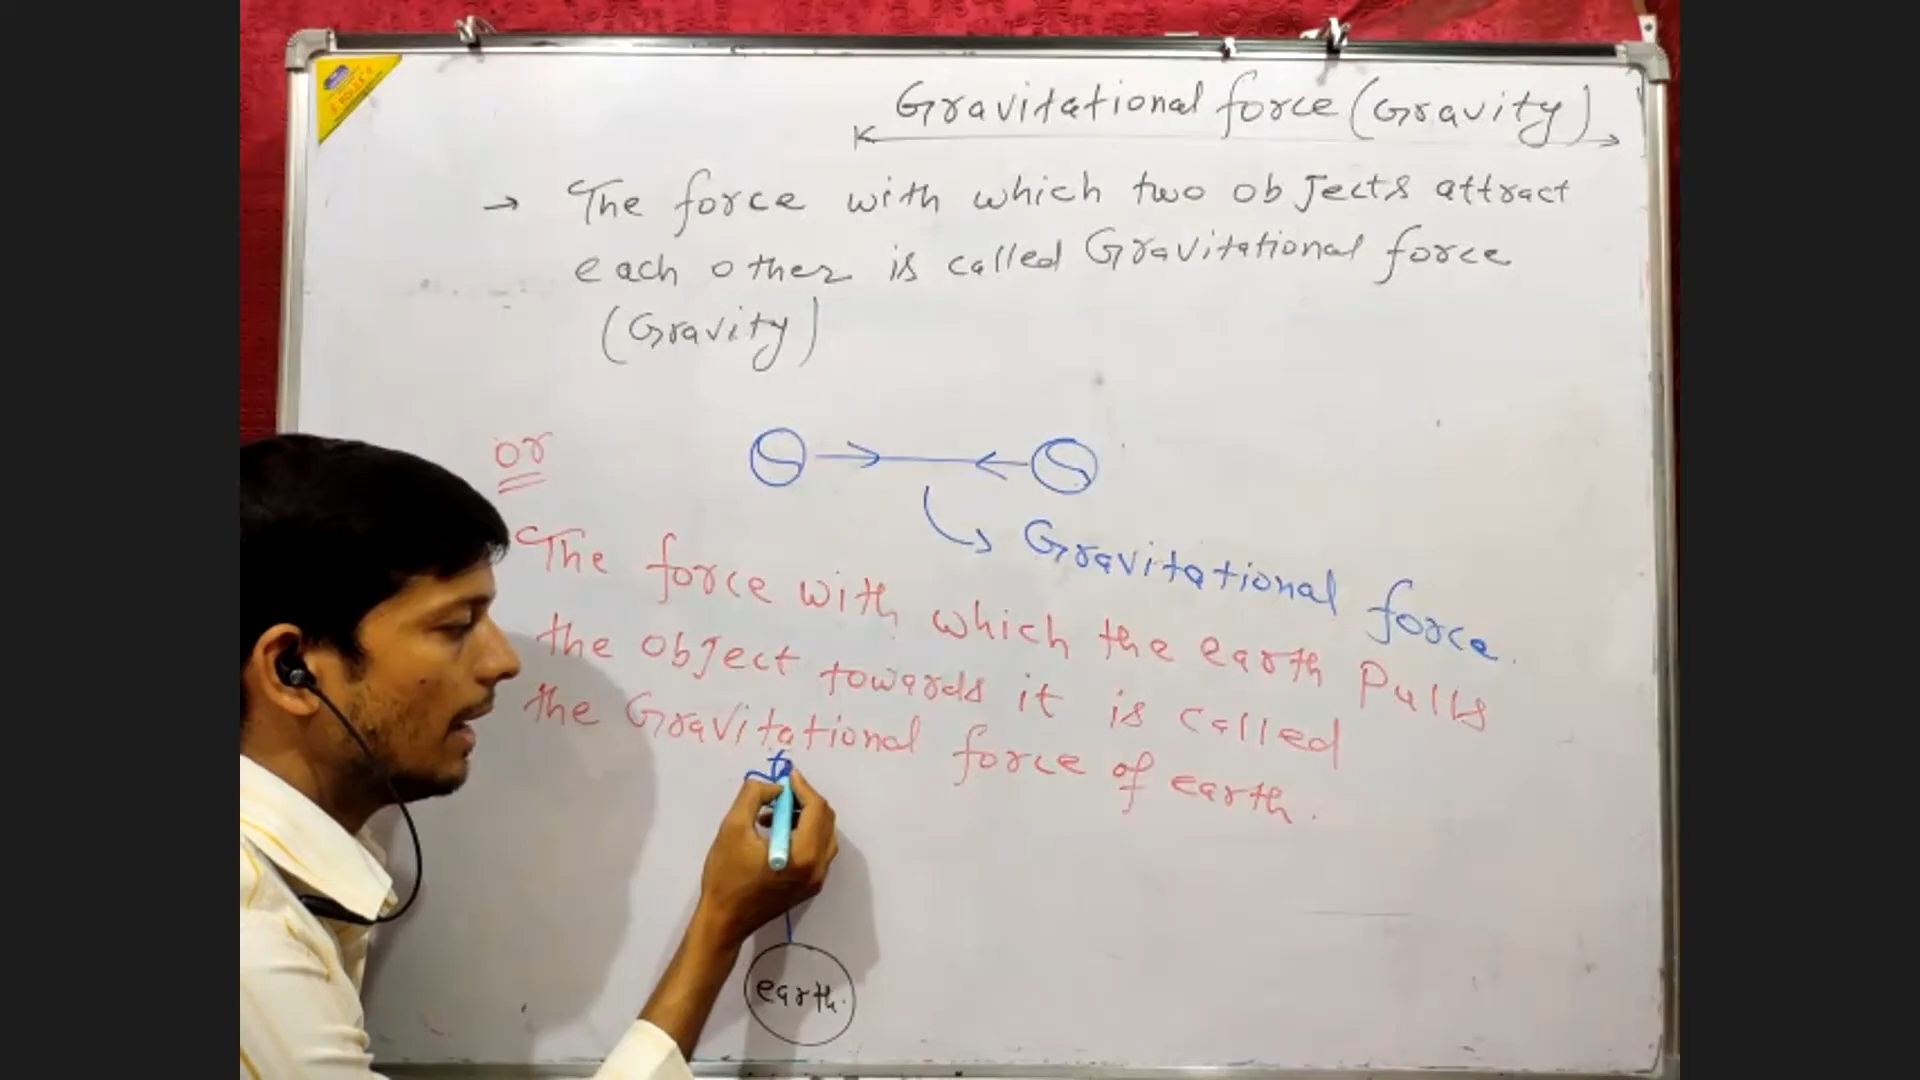 Gravitational force (Gravity)
→ The force with which two objects attract
each other is called Gravitational force
(Gravity)
or
Gravitational force.
The force with which the earth Pulls
the object towards it is called
the Gravitational force of earth.
earth.